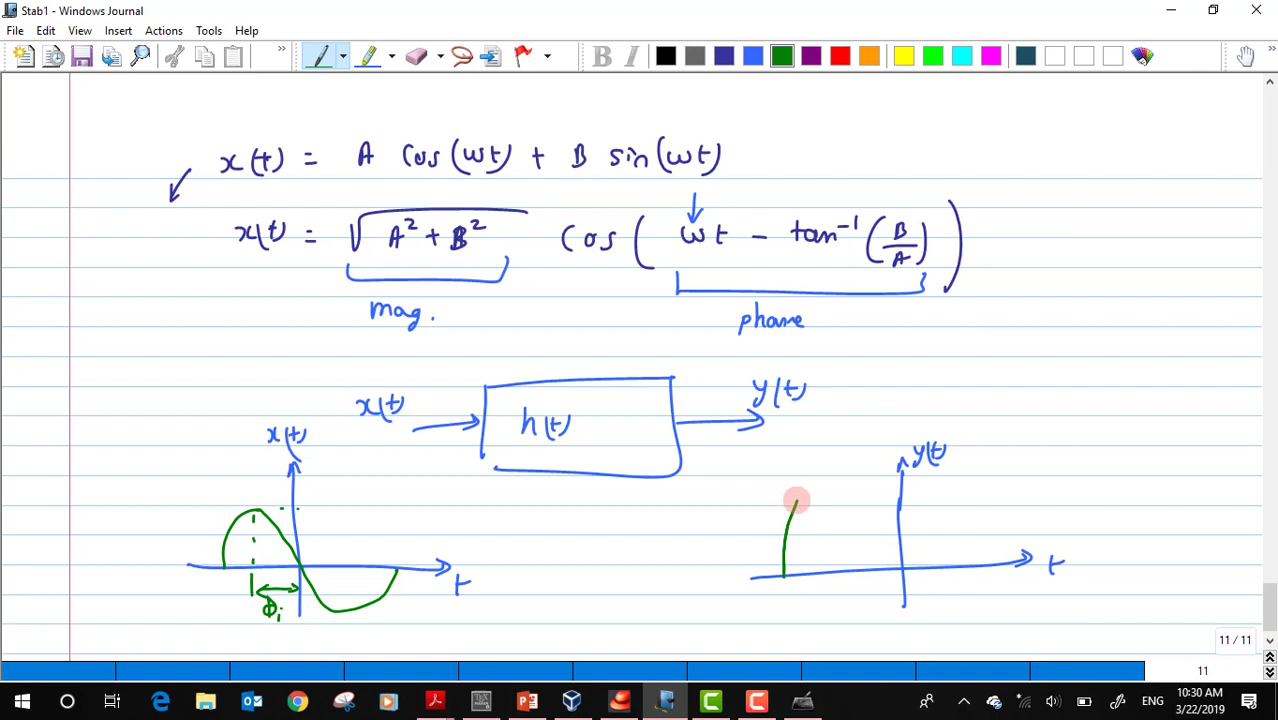 Stab1 - Windows Journal
File Edit View Insert Actions Tools Help
x(t) = A Cos(ωt) + B sin(ωt)
x(t) = √(A² + B²) Cos(ωt - tan⁻¹(B/A))
mag. phase
x(t) h(t) y(t)
x(t) y(t)
t t
Φi
11 / 11
11
ENG 10:30 AM
3/22/2019